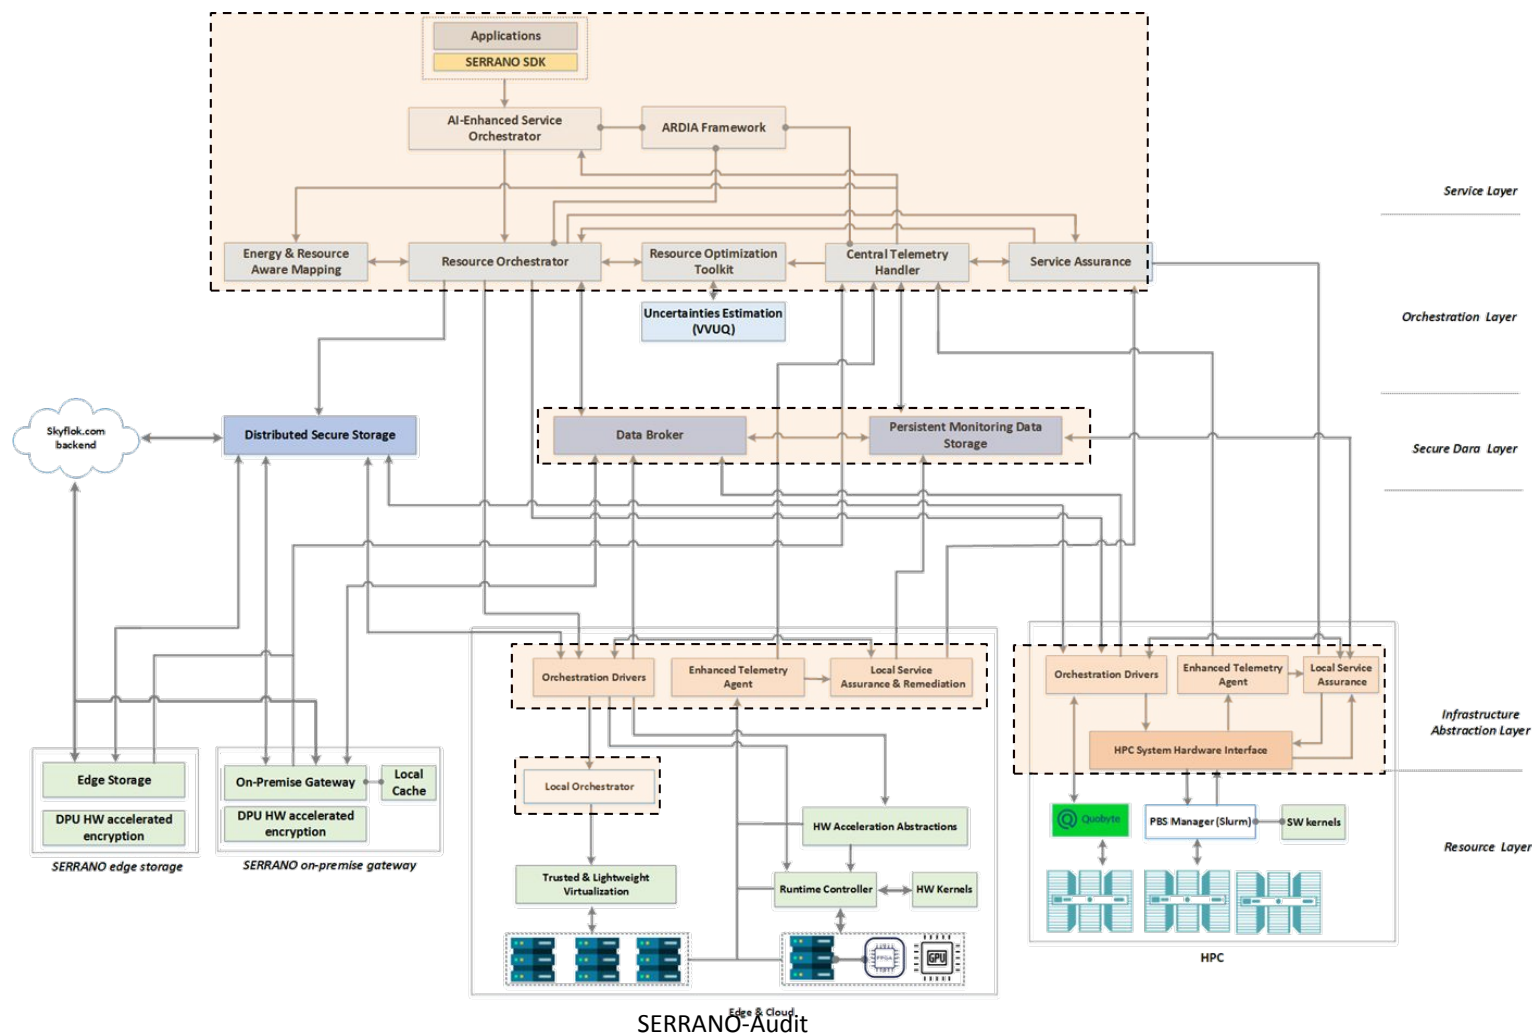 Applications
SERRANO SDK
AI-Enhanced Service
Orchestrator
ARDIA Framework
Service Layer
Energy & Resource
Aware Mapping
Resource Orchestrator
Resource Optimization
Toolkit
Central Telemetry
Handler
Service Assurance
Uncertainties Estimation
(VVUQ)
Orchestration Layer
Skyflok.com
backend
Distributed Secure Storage
Data Broker
Persistent Monitoring Data
Storage
Secure Dara Layer
Orchestration Drivers
Enhanced Telemetry
Agent
Local Service
Assurance & Remediation
Orchestration Drivers
Enhanced Telemetry
Agent
Local Service
Assurance
Infrastructure
Abstraction Layer
HPC System Hardware Interface
Edge Storage
DPU HW accelerated
encryption
SERRANO edge storage
On-Premise Gateway
Local
Cache
DPU HW accelerated
encryption
SERRANO on-premise gateway
Local Orchestrator
HW Acceleration Abstractions
Quobyte
PBS Manager (Slurm)
SW kernels
Resource Layer
Trusted & Lightweight
Virtualization
Runtime Controller
HW Kernels
FPGA
GPU
HPC
Edge & Cloud
SERRANO-Audit